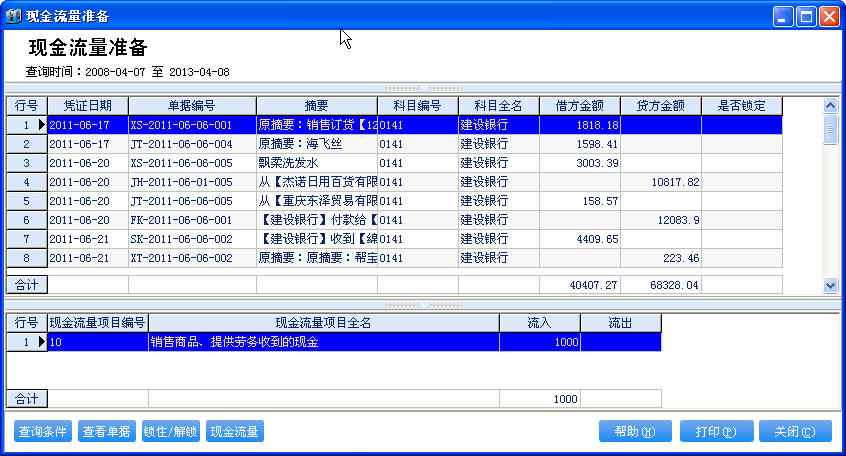 现金流量准备
现金流量准备
查询时间：2008-04-07 至 2013-04-08
行号 凭证日期 单据编号 摘要 科目编号 科目全名 借方金额 贷方金额 是否锁定
1 2011-06-17 XS-2011-06-06-001 原摘要：销售订货【12 0141 建设银行 1818.18
2 2011-06-17 JT-2011-06-06-004 原摘要：海飞丝 0141 建设银行 1598.41
3 2011-06-20 XS-2011-06-06-005 飘柔洗发水 0141 建设银行 3003.39
4 2011-06-20 JH-2011-06-01-005 从【杰诺日用百货有限 0141 建设银行 10817.82
5 2011-06-20 JT-2011-06-06-005 从【重庆东泽贸易有限 0141 建设银行 158.57
6 2011-06-20 FK-2011-06-06-001 【建设银行】付款给【 0141 建设银行 12083.9
7 2011-06-21 SK-2011-06-06-002 【建设银行】收到【绵 0141 建设银行 4409.65
8 2011-06-21 XT-2011-06-06-002 原摘要：原摘要：帮宝 0141 建设银行 223.46
合计 40407.27 68328.04
行号 现金流量项目编号 现金流量项目全名 流入 流出
1 10 销售商品、提供劳务收到的现金 1000
合计 1000
查询条件 查看单据 锁住/解锁 现金流量 帮助(H) 打印(P) 关闭(C)